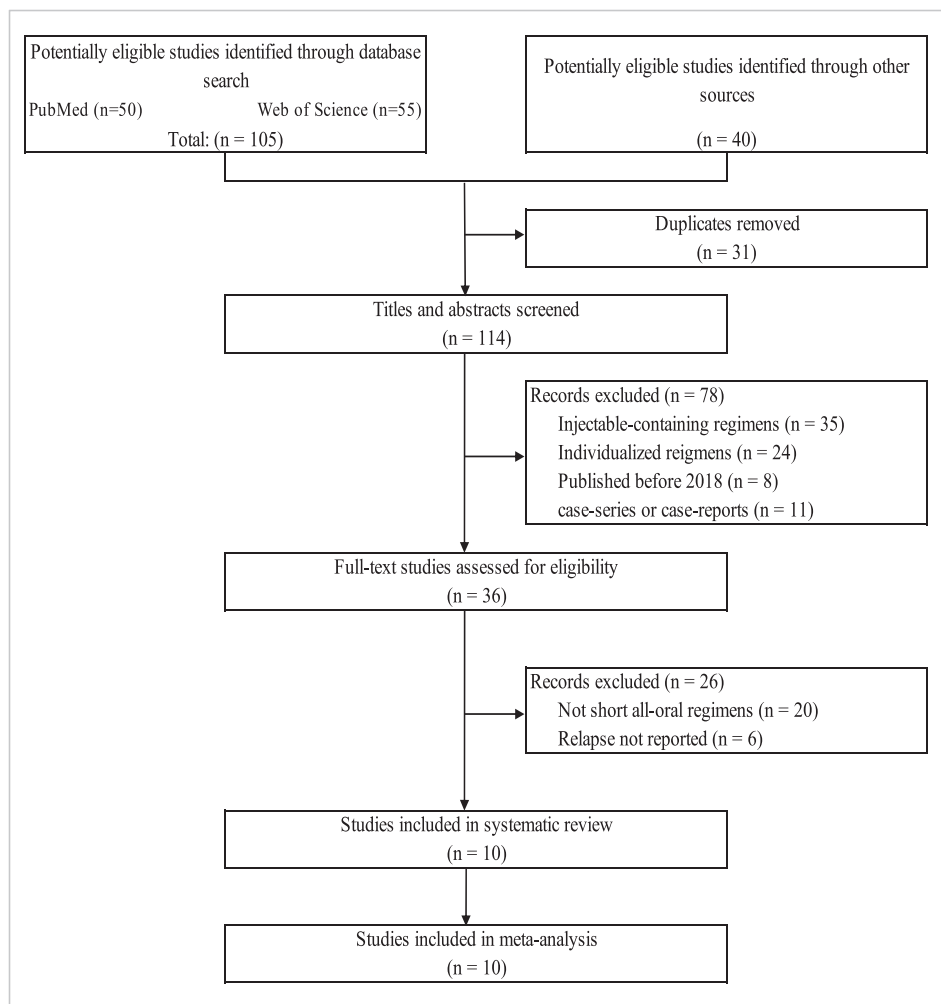 Potentially eligible studies identified through database
search
PubMed (n=50) Web of Science (n=55)
Total: (n = 105)
Potentially eligible studies identified through other
sources
(n = 40)
Duplicates removed
(n = 31)
Titles and abstracts screened
(n = 114)
Records excluded (n = 78)
Injectable-containing regimens (n = 35)
Individualized reigmens (n = 24)
Published before 2018 (n = 8)
case-series or case-reports (n = 11)
Full-text studies assessed for eligibility
(n = 36)
Records excluded (n = 26)
Not short all-oral regimens (n = 20)
Relapse not reported (n = 6)
Studies included in systematic review
(n = 10)
Studies included in meta-analysis
(n = 10)